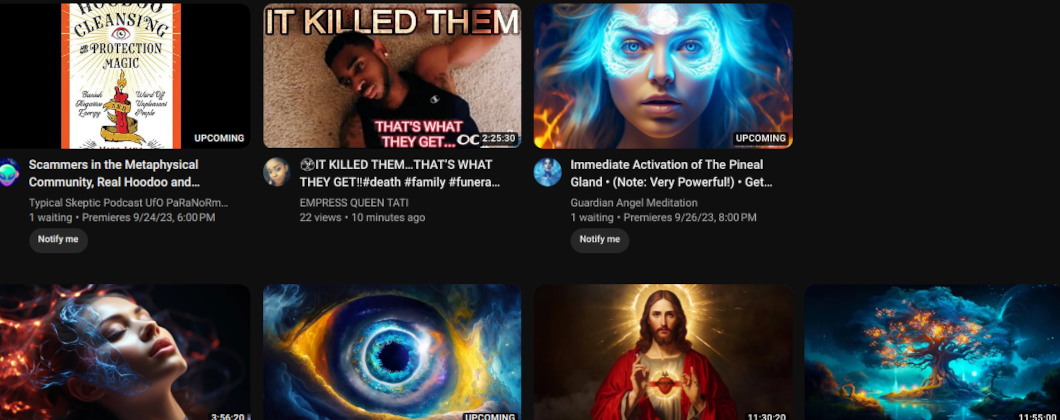 HOODOO
CLEANSING
AND PROTECTION
MAGIC
Banish
Negative
Energy
AND
Ward Off
Unpleasant
People
UPCOMING
IT KILLED THEM
THAT'S WHAT
THEY GET...
2:25:30
UPCOMING
Scammers in the Metaphysical
Community, Real Hoodoo and...
Typical Skeptic Podcast UfO PaRaNoRm...
1 waiting • Premieres 9/24/23, 6:00 PM
Notify me
☢IT KILLED THEM...THAT'S WHAT
THEY GET!!#death #family #funera...
EMPRESS QUEEN TATI
22 views • 10 minutes ago
Immediate Activation of The Pineal
Gland • (Note: Very Powerful!) • Get...
Guardian Angel Meditation
1 waiting • Premieres 9/26/23, 8:00 PM
Notify me
3:56:20
UPCOMING
11:30:20
11:55:00